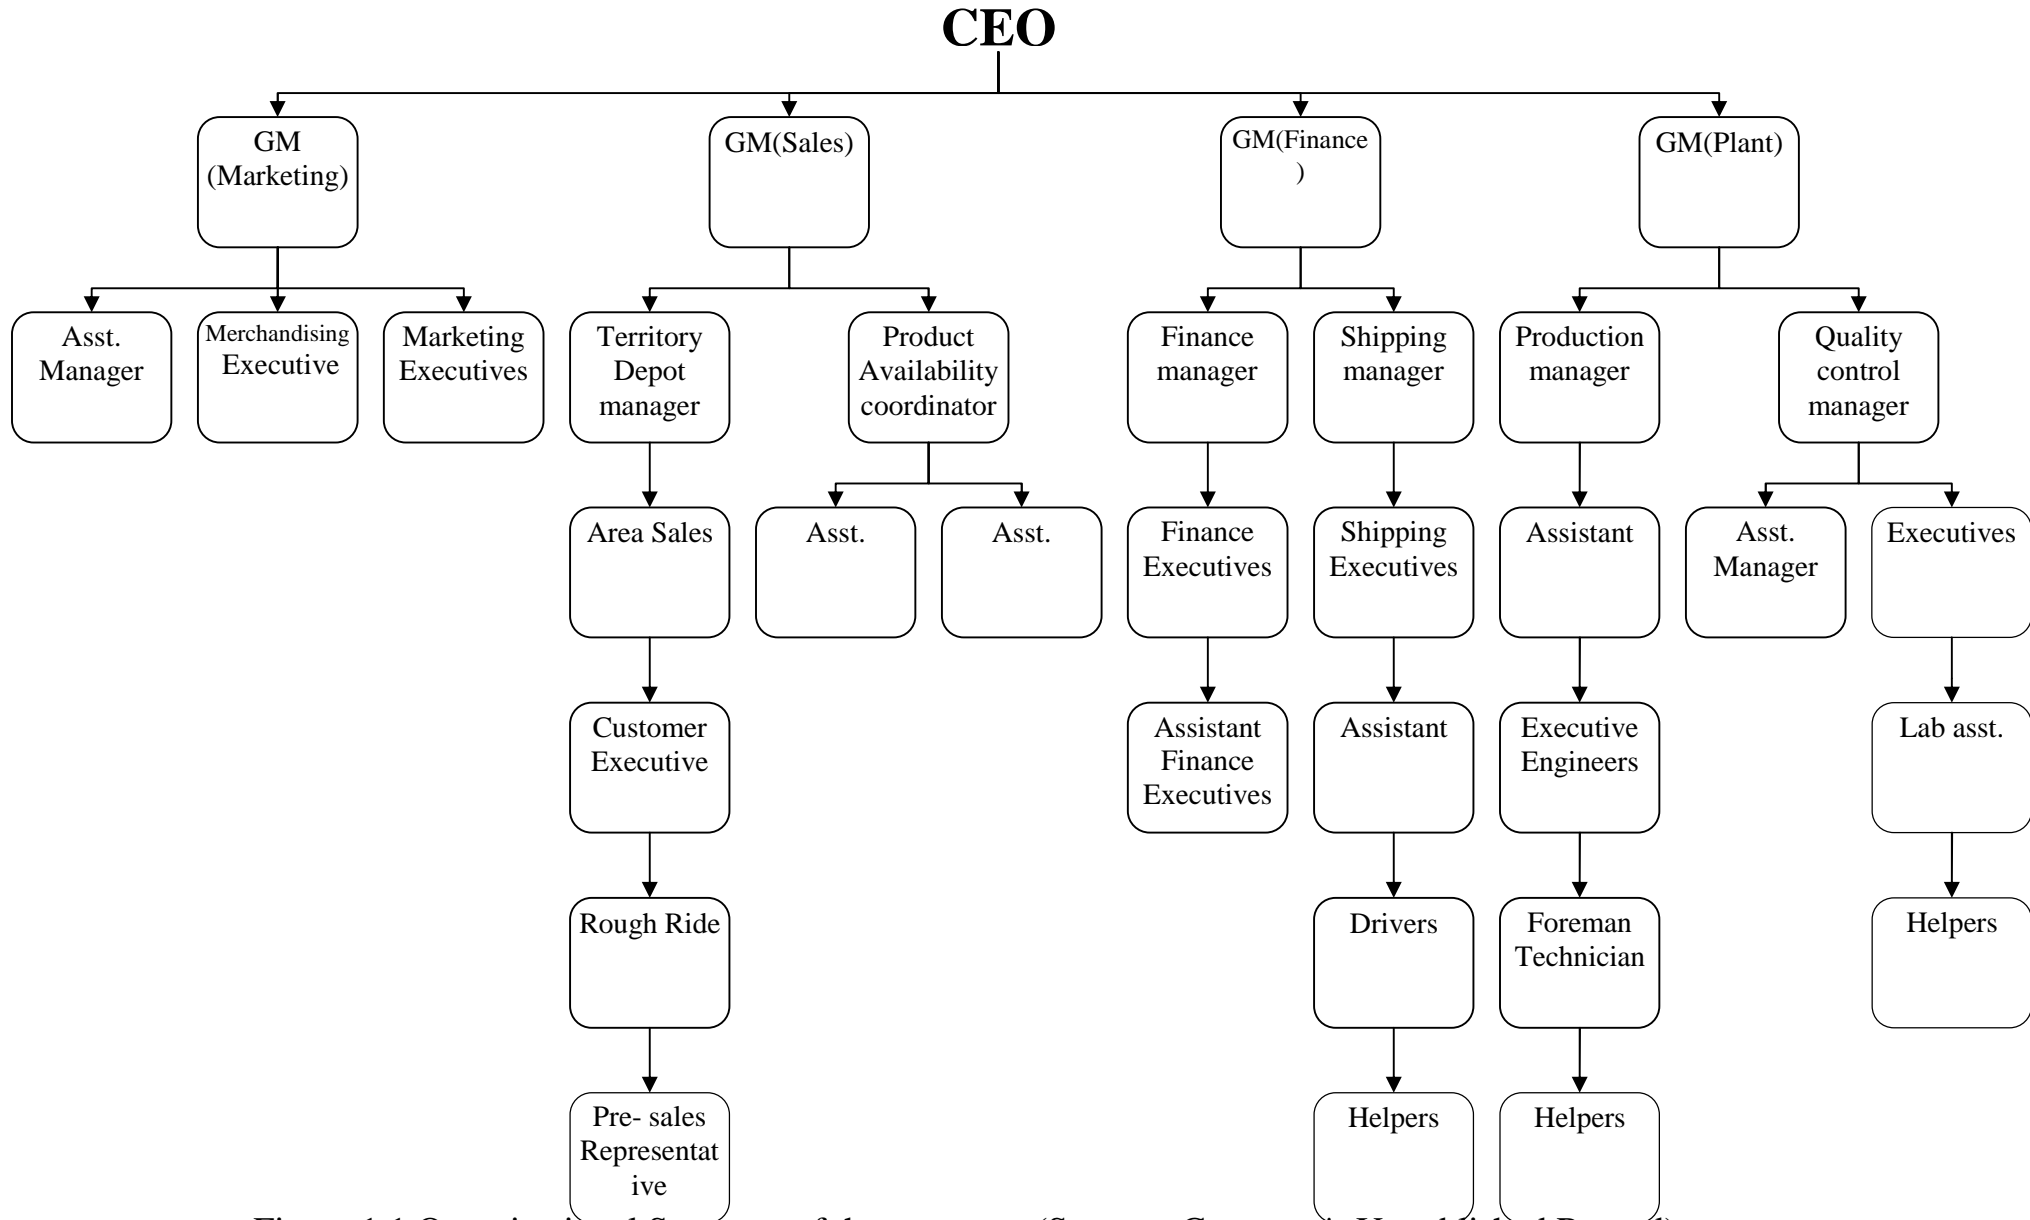 CEO
GM
(Marketing)
GM(Sales)
GM(Finance
)
GM(Plant)
Asst.
Manager
Merchandising
Executive
Marketing
Executives
Territory
Depot
manager
Product
Availability
coordinator
Finance
manager
Shipping
manager
Production
manager
Quality
control
manager
Area Sales
Asst.
Asst.
Finance
Executives
Shipping
Executives
Assistant
Asst.
Manager
Executives
Customer
Executive
Assistant
Finance
Executives
Assistant
Executive
Engineers
Lab asst.
Rough Ride
Drivers
Foreman
Technician
Helpers
Pre- sales
Representat
ive
Helpers
Helpers